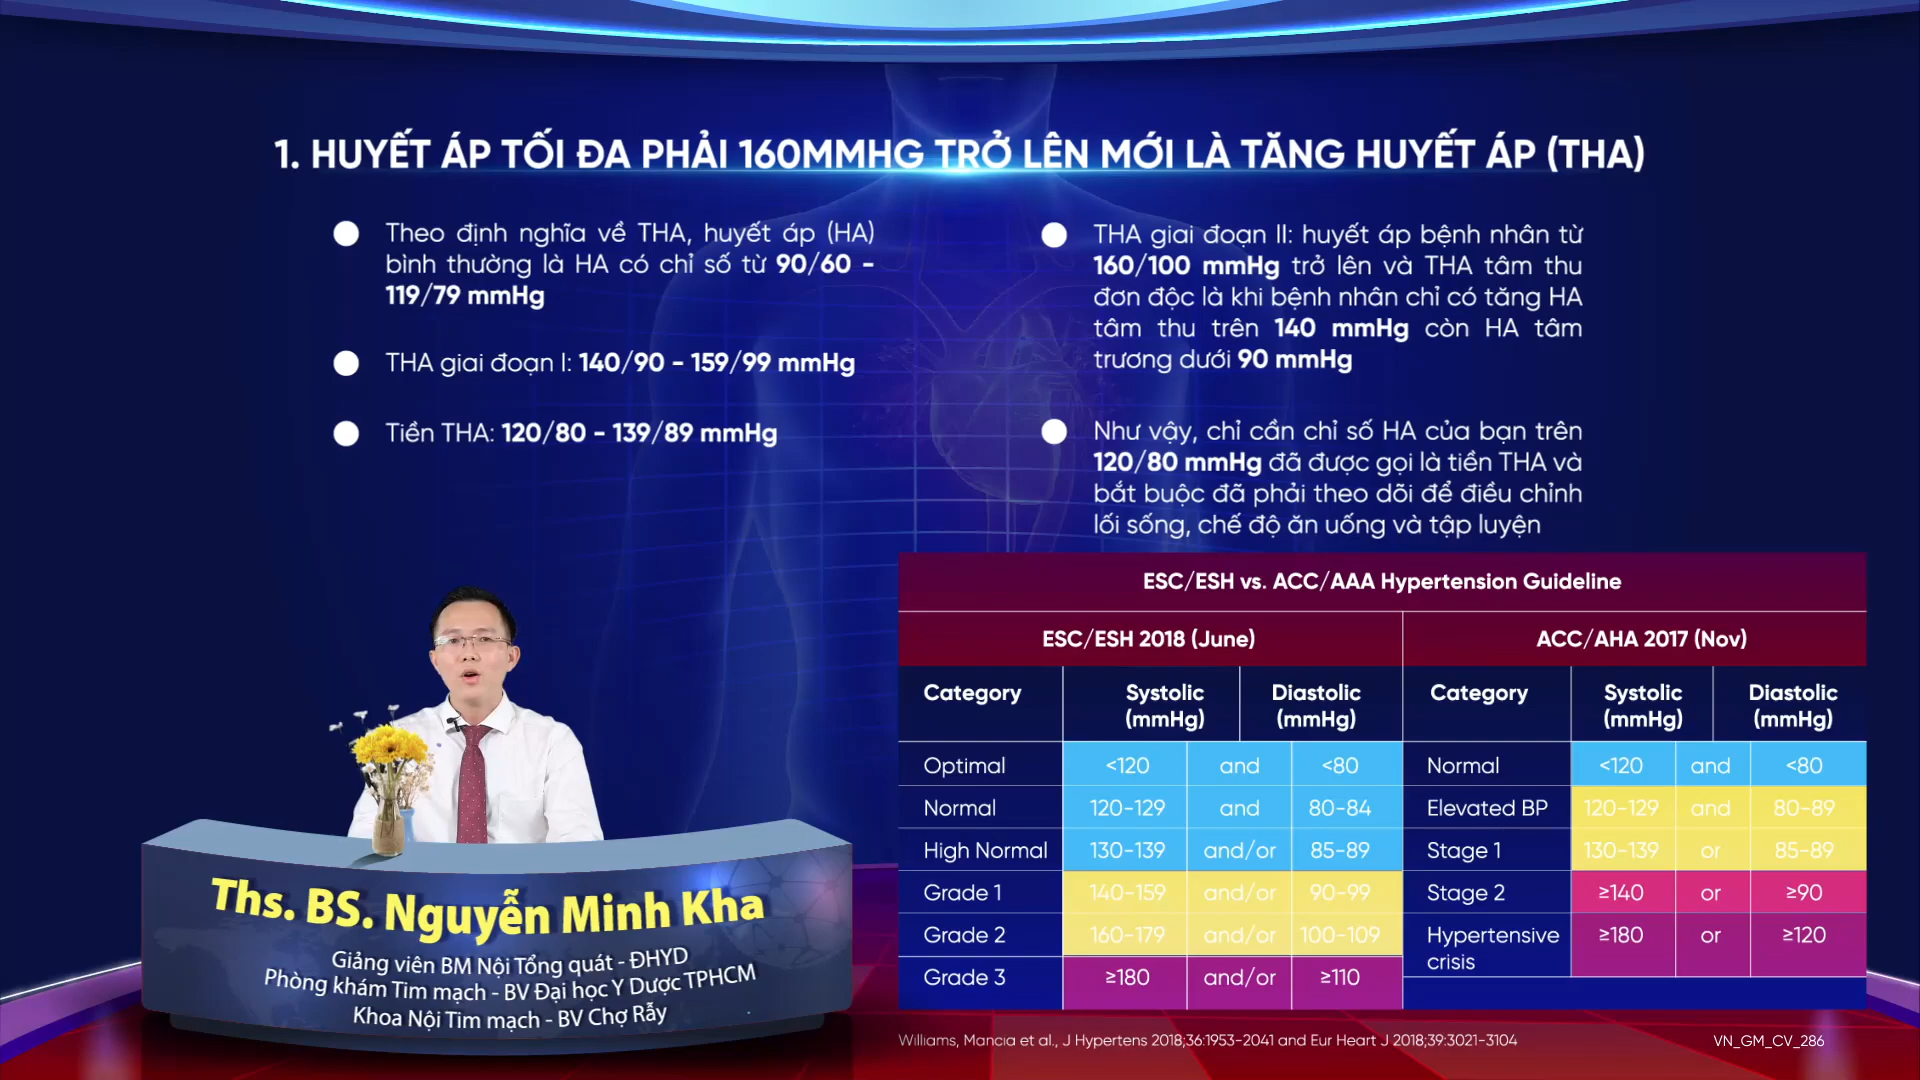 1. HUYẾT ÁP TỐI ĐA PHẢI 160MMHG TRỞ LÊN MỚI LÀ TĂNG HUYẾT ÁP (THA)
Theo định nghĩa về THA, huyết áp (HA)
bình thường là HA có chỉ số từ 90/60 -
119/79 mmHg
THA giai đoạn I: 140/90 - 159/99 mmHg
Tiền THA: 120/80 - 139/89 mmHg
THA giai đoạn II: huyết áp bệnh nhân từ
160/100 mmHg trở lên và THA tâm thu
đơn độc là khi bệnh nhân chỉ có tăng HA
tâm thu trên 140 mmHg còn HA tâm
trương dưới 90 mmHg
Như vậy, chỉ cần chỉ số HA của bạn trên
120/80 mmHg đã được gọi là tiền THA và
bắt buộc đã phải theo dõi để điều chỉnh
lối sống, chế độ ăn uống và tập luyện
ESC/ESH vs. ACC/AAA Hypertension Guideline
ESC/ESH 2018 (June) ACC/AHA 2017 (Nov)
Category Systolic (mmHg) Diastolic (mmHg) Category Systolic (mmHg) Diastolic (mmHg)
Optimal <120 and <80 Normal <120 and <80
Normal 120-129 and 80-84 Elevated BP 120-129 and 80-89
High Normal 130-139 and/or 85-89 Stage 1 130-139 or 85-89
Grade 1 140-159 and/or 90-99 Stage 2 ≥140 or ≥90
Grade 2 160-179 and/or 100-109 Hypertensive crisis ≥180 or ≥120
Grade 3 ≥180 and/or ≥110
Ths. BS. Nguyễn Minh Kha
Giảng viên BM Nội Tổng quát - ĐHYD
Phòng khám Tim mạch - BV Đại học Y Dược TPHCM
Khoa Nội Tim mạch - BV Chợ Rẫy
Williams, Mancia et al., J Hypertens 2018;36:1953-2041 and Eur Heart J 2018;39:3021-3104
VN_GM_CV_286